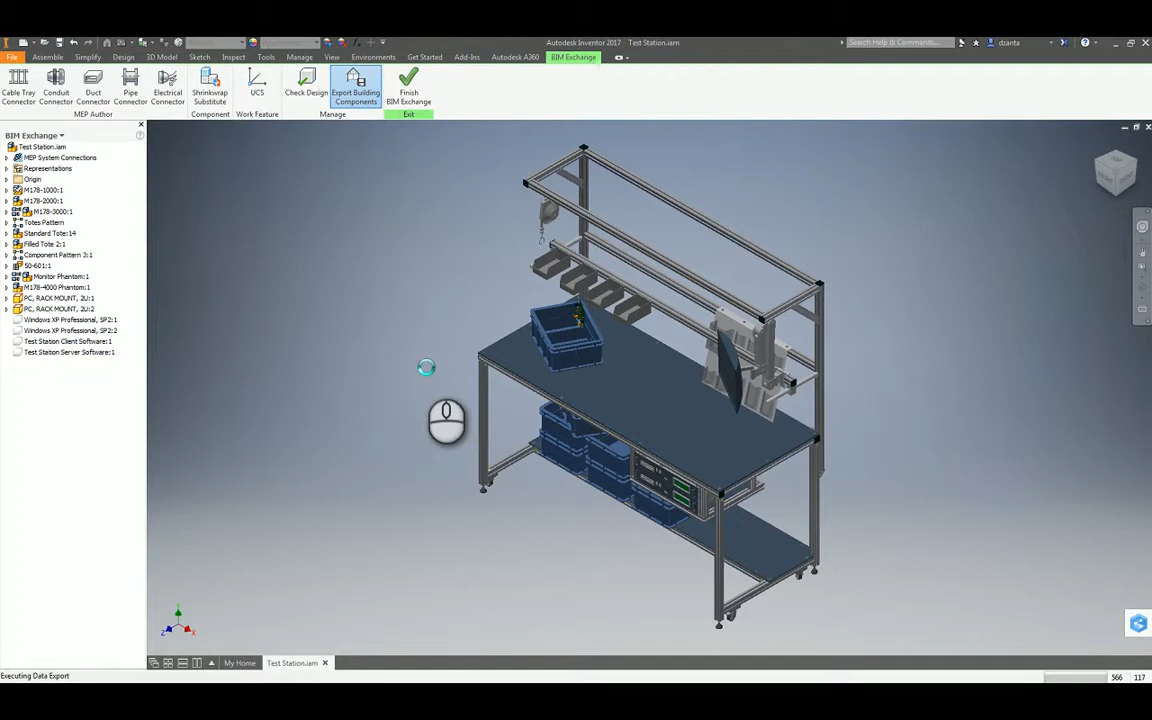 Autodesk Inventor 2017   Test Station.iam
Search Help & Commands...
dzanta
File Assemble Simplify Design 3D Model Sketch Inspect Tools Manage View Environments Get Started Add-Ins Autodesk A360 BIM Exchange
Cable Tray Connector
Conduit Connector
Duct Connector
Pipe Connector
Electrical Connector
Shrinkwrap Substitute
UCS
Check Design
Export Building Components
Finish BIM Exchange
MEP Author Component Work Feature Manage Exit
BIM Exchange
Test Station.iam
MEP System Connections
Representations
Origin
M178-1000:1
M178-2000:1
M178-3000:1
Totes Pattern
Standard Tote:14
Filled Tote 2:1
Component Pattern 3:1
50-601:1
Monitor Phantom:1
M178-4000 Phantom:1
PC, RACK MOUNT, 2U:1
PC, RACK MOUNT, 2U:2
Windows XP Professional, SP2:1
Windows XP Professional, SP2:2
Test Station Client Software:1
Test Station Server Software:1
My Home
Test Station.iam
Executing Data Export
566 117